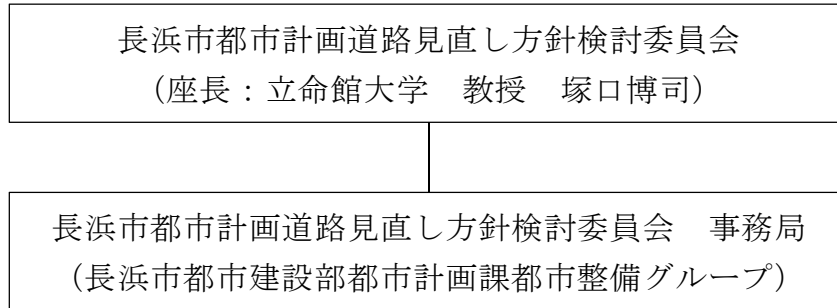 長浜市都市計画道路見直し方針検討委員会
（座長：立命館大学　教授　塚口博司）
長浜市都市計画道路見直し方針検討委員会　事務局
（長浜市都市建設部都市計画課都市整備グループ）